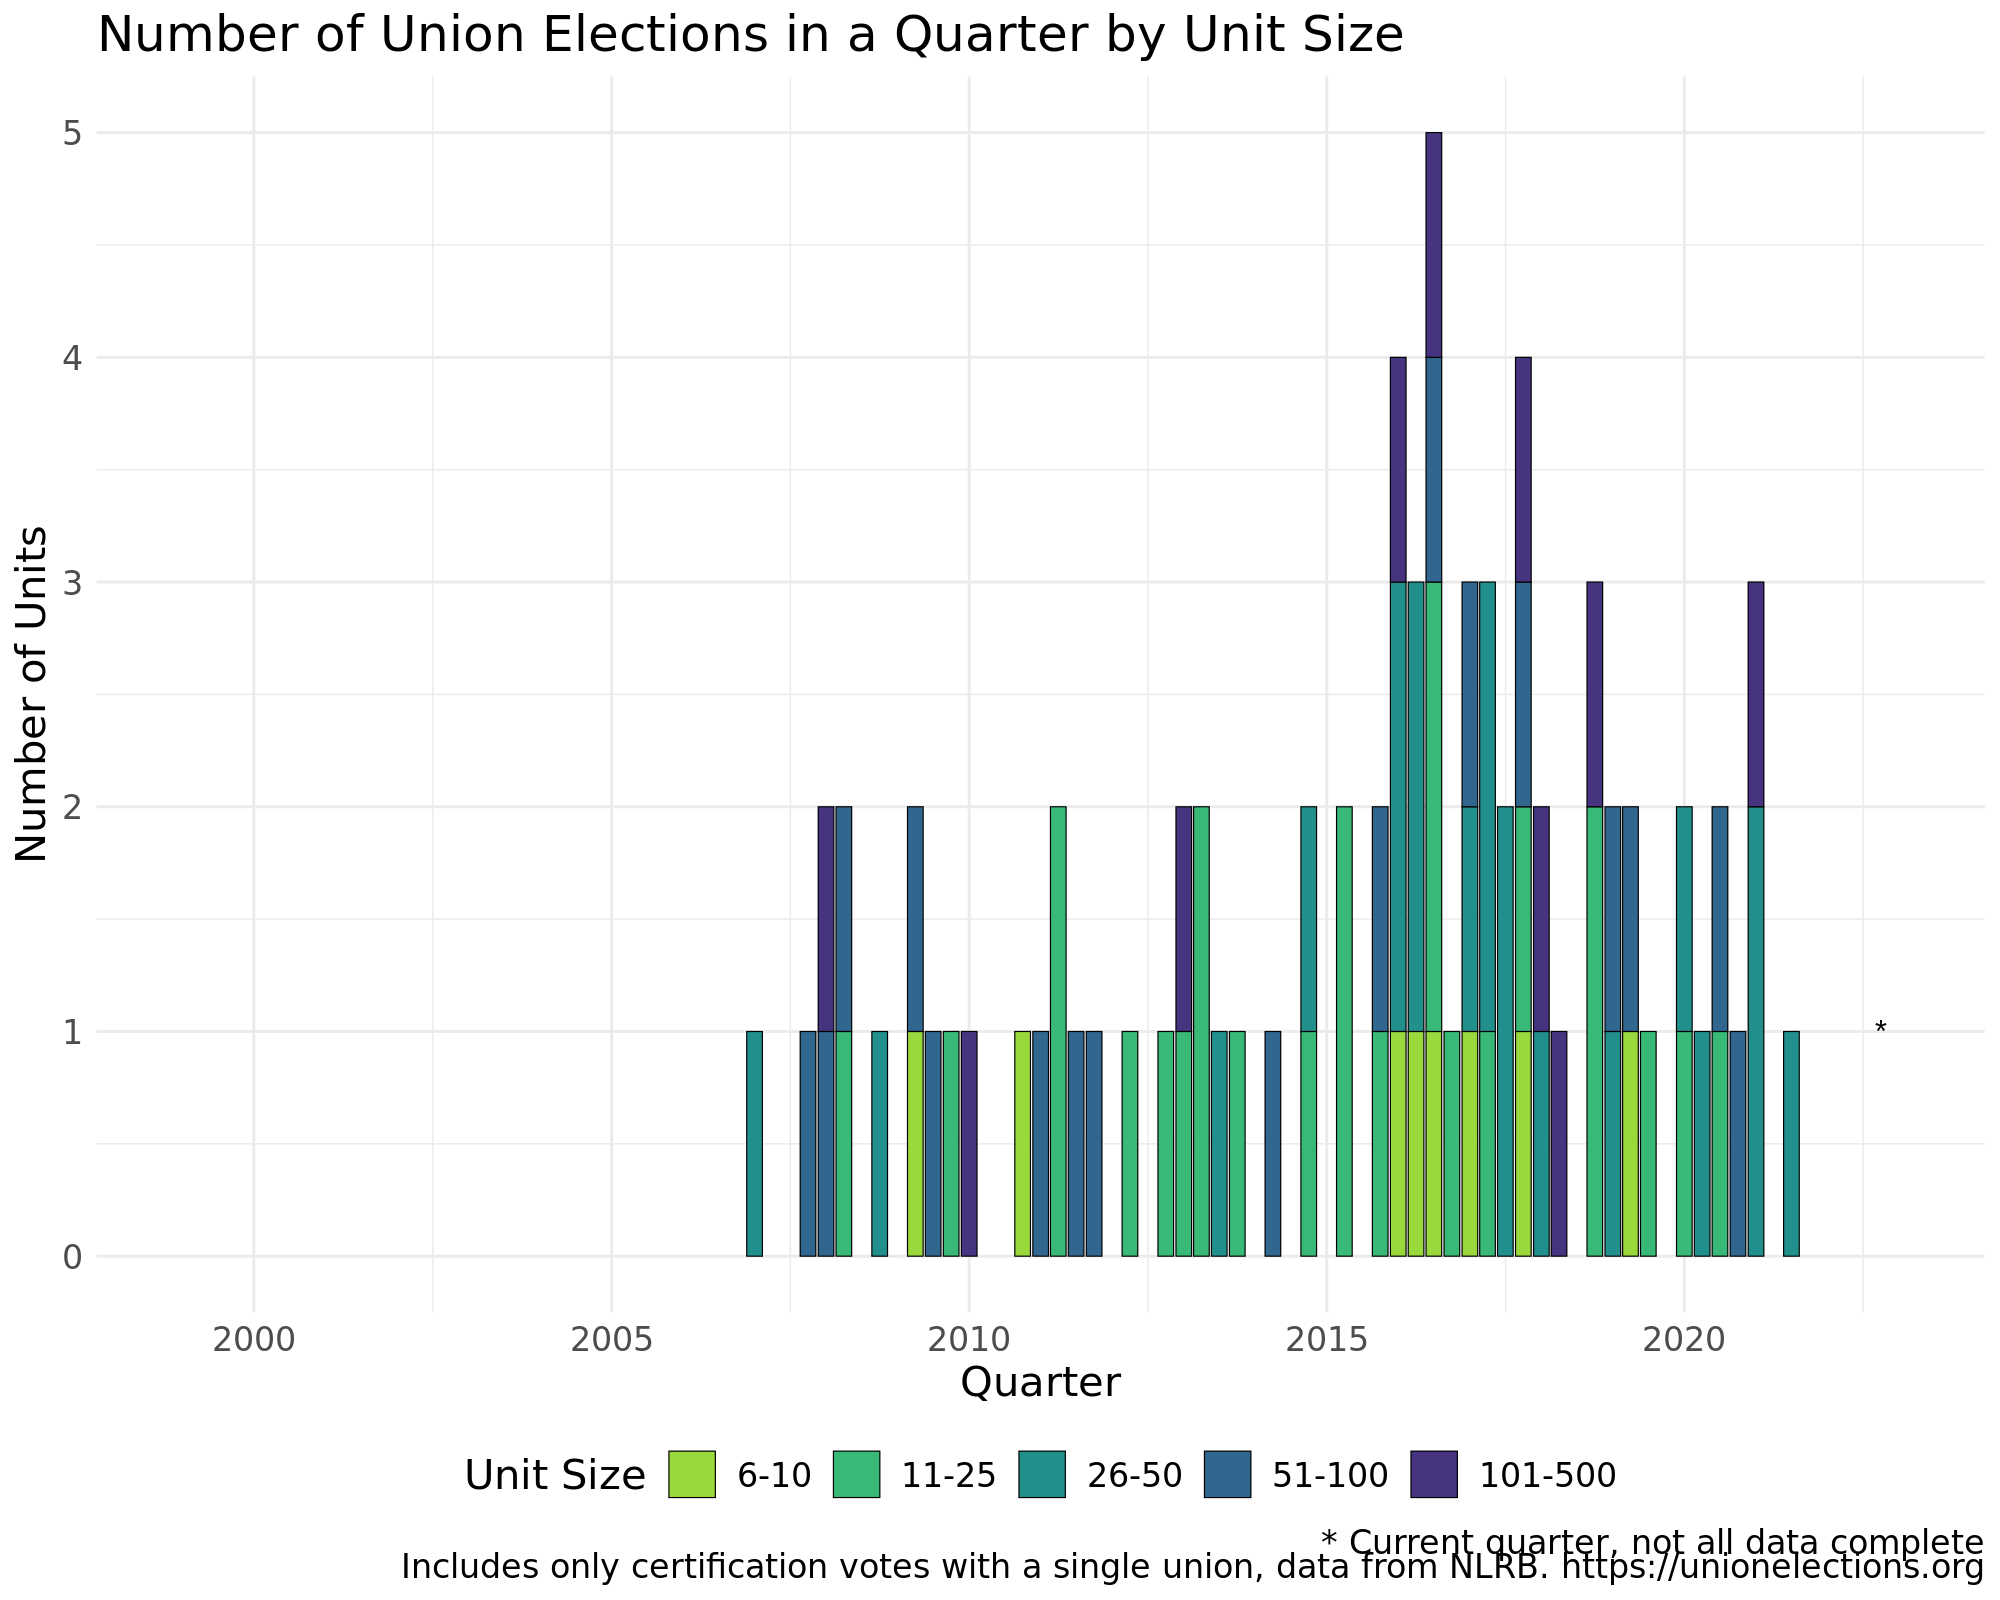 Number of Union Elections in a Quarter by Unit Size
Number of Units
5
4
3
2
1
0
*
2000 2005 2010 2015 2020
Quarter
Unit Size 6-10 11-25 26-50 51-100 101-500
* Current quarter, not all data complete
Includes only certification votes with a single union, data from NLRB. https://unionelections.org